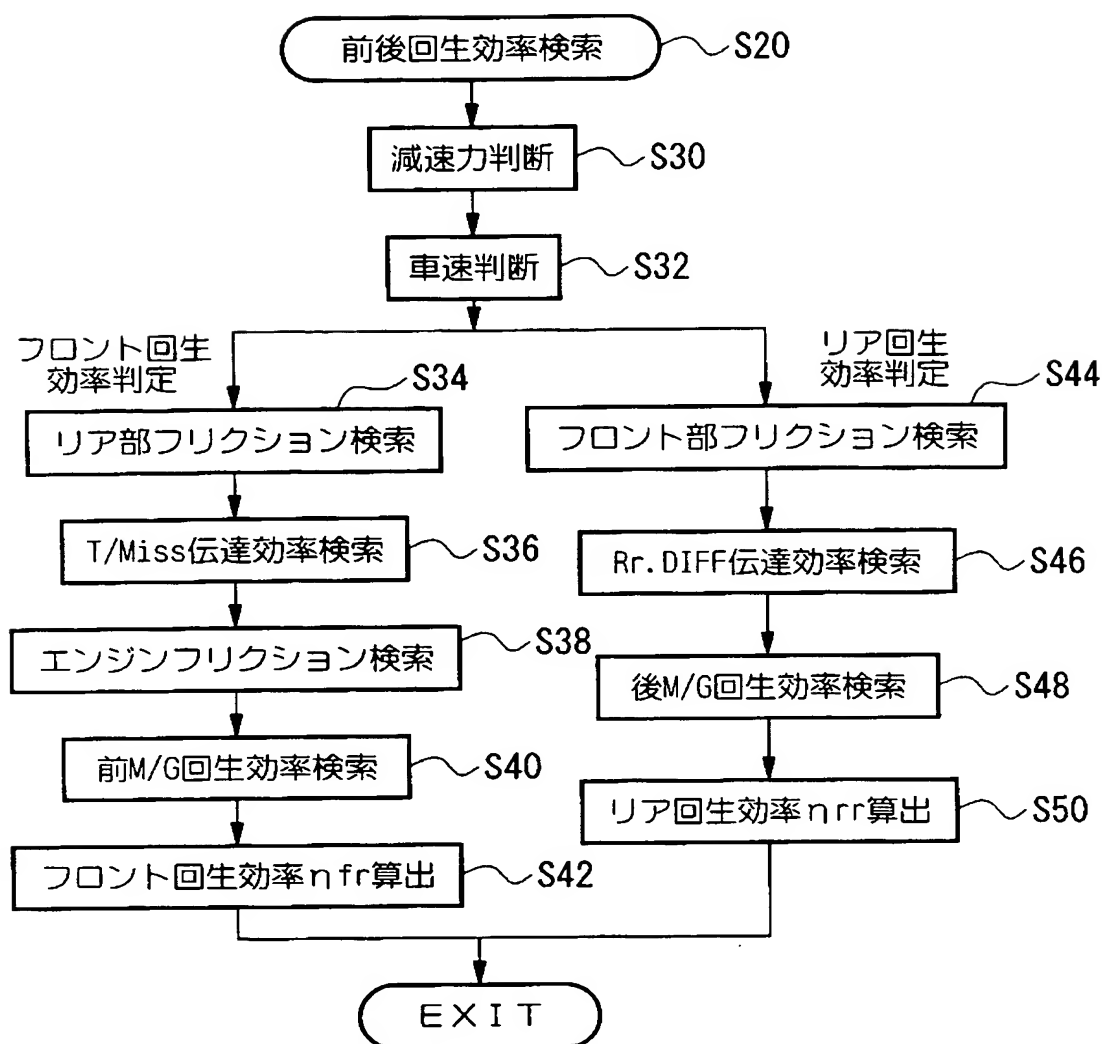 前後回生効率検索 S20
減速力判断 S30
車速判断 S32
フロント回生
効率判定
S34
リア部フリクション検索
T/Miss伝達効率検索 S36
エンジンフリクション検索 S38
前M/G回生効率検索 S40
フロント回生効率ηfr算出 S42
リア回生
効率判定
S44
フロント部フリクション検索
Rr.DIFF伝達効率検索 S46
後M/G回生効率検索 S48
リア回生効率ηrr算出 S50
EXIT